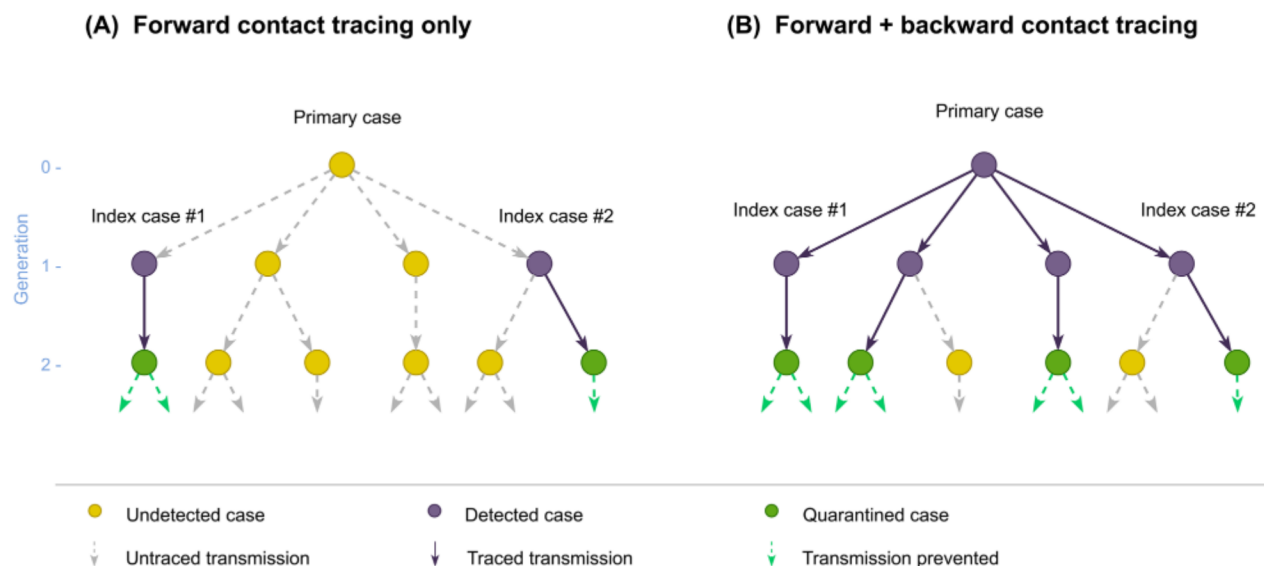 (A) Forward contact tracing only
(B) Forward + backward contact tracing
Primary case
Primary case
0 -
Index case #1
Index case #2
Index case #1
Index case #2
Generation
1 -
2 -
Undetected case
Detected case
Quarantined case
Untraced transmission
Traced transmission
Transmission prevented